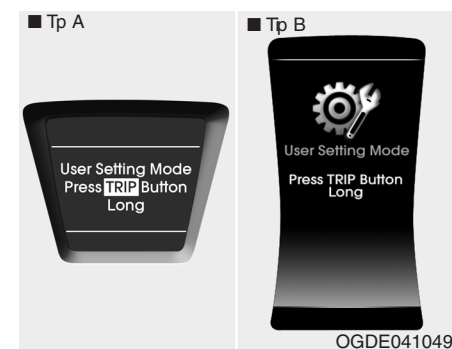 ■ Tp A
User Setting Mode
Press TRIP Button
Long
■ Tp B
User Setting Mode
Press TRIP Button
Long
OGDE041049